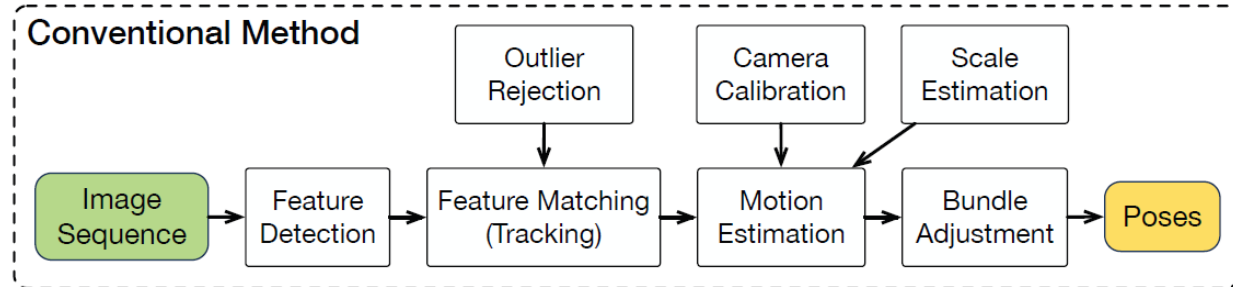 Conventional Method
Outlier
Rejection
Camera
Calibration
Scale
Estimation
Image
Sequence
Feature
Detection
Feature Matching
(Tracking)
Motion
Estimation
Bundle
Adjustment
Poses